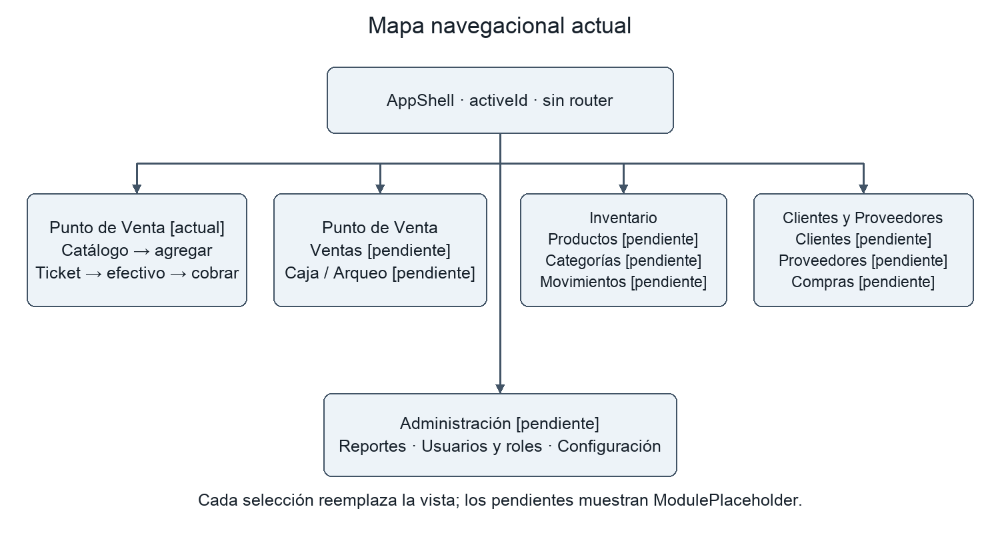 Mapa navegacional actual
AppShell · activeId · sin router
Punto de Venta [actual]
Catálogo → agregar
Ticket → efectivo → cobrar
Punto de Venta
Ventas [pendiente]
Caja / Arqueo [pendiente]
Inventario
Productos [pendiente]
Categorías [pendiente]
Movimientos [pendiente]
Clientes y Proveedores
Clientes [pendiente]
Proveedores [pendiente]
Compras [pendiente]
Administración [pendiente]
Reportes · Usuarios y roles · Configuración
Cada selección reemplaza la vista; los pendientes muestran ModulePlaceholder.